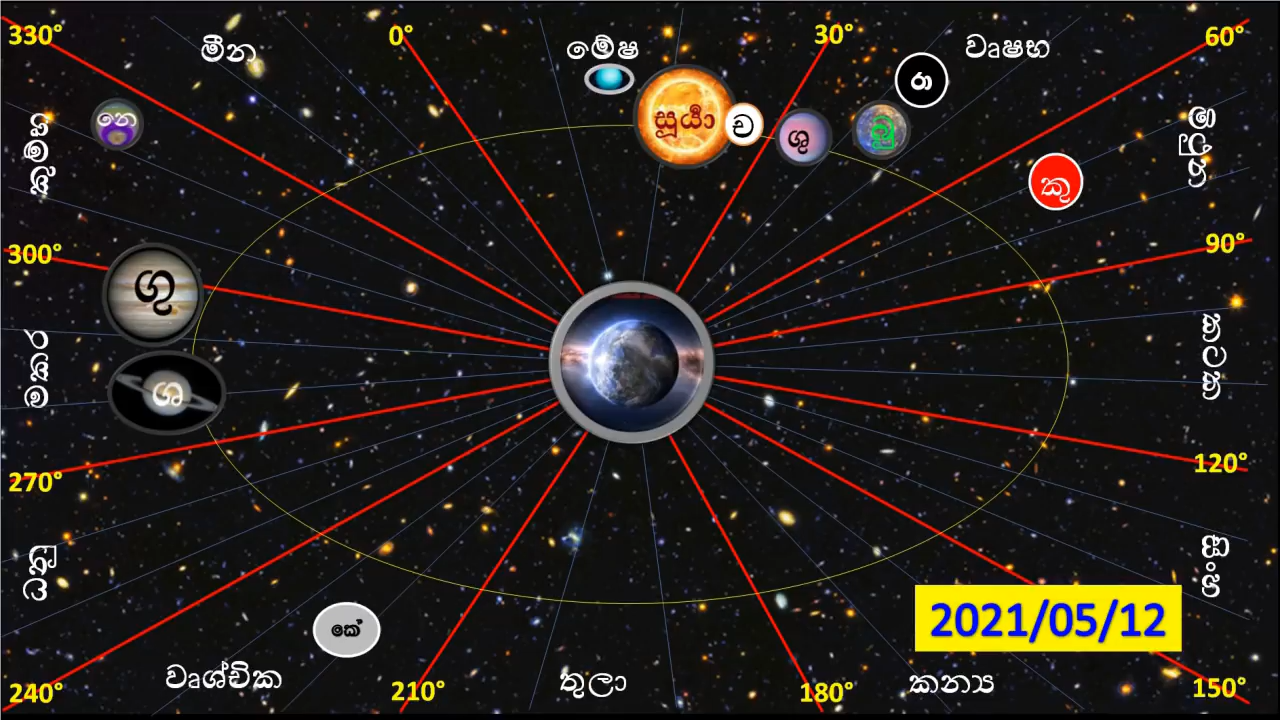 330°
0°
30°
60°
මීන
මේෂ
වෘෂභ
රා
නෙ
සූර්‍යා
ච
ශු
බු
කුම්භ
මිථුන
කු
300°
90°
ගු
මකර
කටක
ශ
270°
120°
ධනු
සිංහ
2021/05/12
කේ
වෘශ්චික
තුලා
කන්‍ය
240°
210°
180°
150°